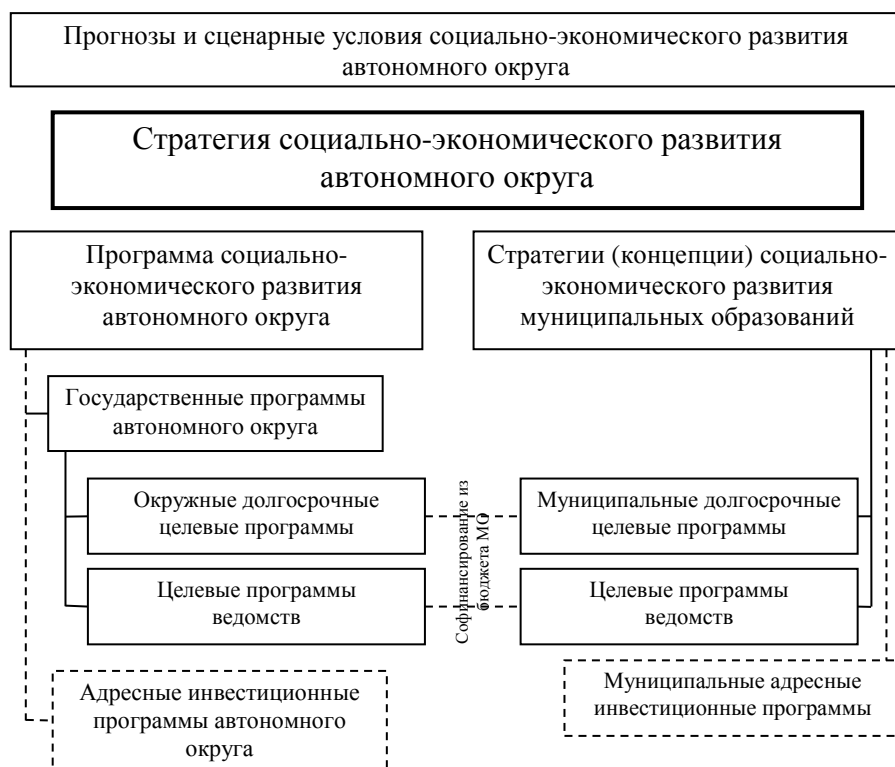 Прогнозы и сценарные условия социально-экономического развития
автономного округа
Стратегия социально-экономического развития
автономного округа
Программа социально-
экономического развития
автономного округа
Стратегии (концепции) социально-
экономического развития
муниципальных образований
Государственные программы
автономного округа
Окружные долгосрочные
целевые программы
Софинансирование из
бюджета МО
Муниципальные долгосрочные
целевые программы
Целевые программы
ведомств
Целевые программы
ведомств
Адресные инвестиционные
программы автономного
округа
Муниципальные адресные
инвестиционные программы